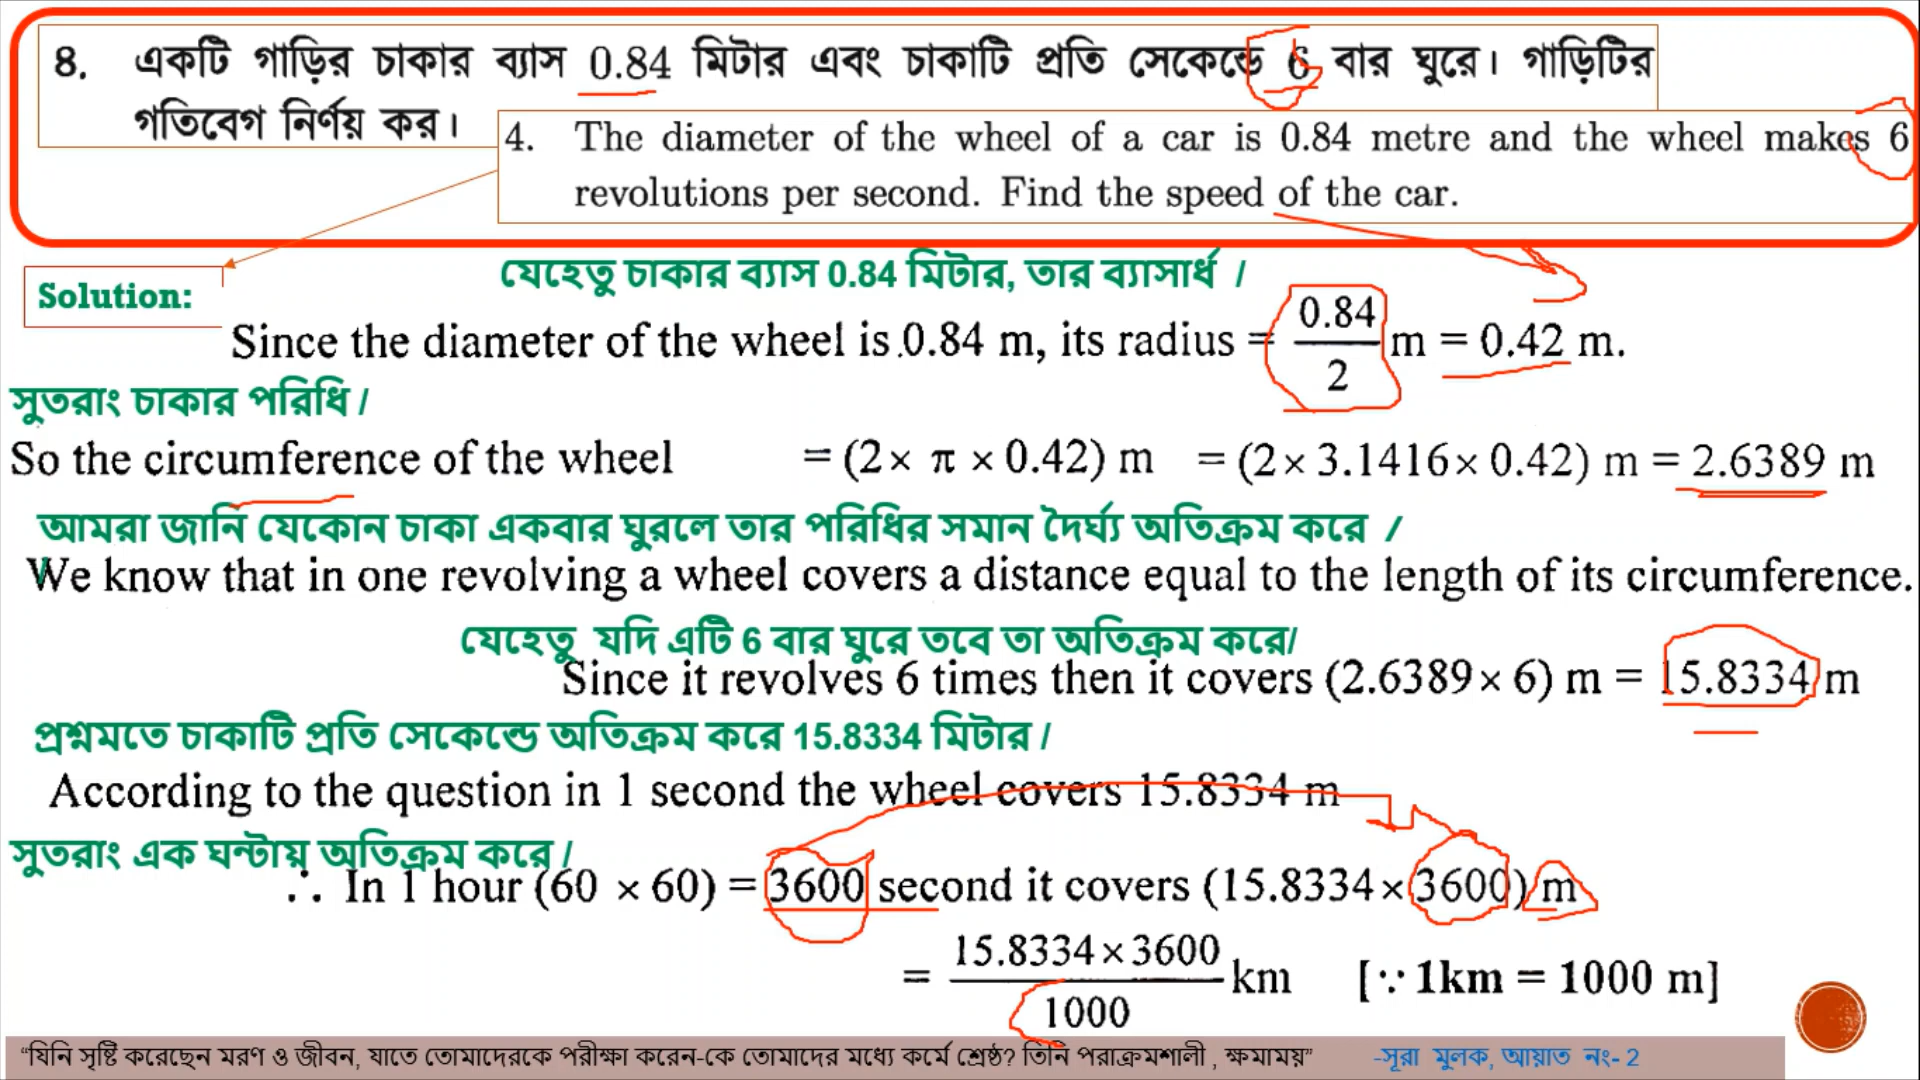 ৪. একটি গাড়ির চাকার ব্যাস 0.84 মিটার এবং চাকাটি প্রতি সেকেন্ডে 6 বার ঘুরে। গাড়িটির
গতিবেগ নির্ণয় কর।
4. The diameter of the wheel of a car is 0.84 metre and the wheel makes 6
revolutions per second. Find the speed of the car.
Solution:
যেহেতু চাকার ব্যাস 0.84 মিটার, তার ব্যাসার্ধ /
Since the diameter of the wheel is 0.84 m, its radius = 0.84/2 m = 0.42 m.
সুতরাং চাকার পরিধি /
So the circumference of the wheel = (2× π ×0.42) m = (2×3.1416×0.42) m = 2.6389 m
আমরা জানি যেকোন চাকা একবার ঘুরলে তার পরিধির সমান দৈর্ঘ্য অতিক্রম করে /
We know that in one revolving a wheel covers a distance equal to the length of its circumference.
যেহেতু যদি এটি 6 বার ঘুরে তবে তা অতিক্রম করে/
Since it revolves 6 times then it covers (2.6389×6) m = 15.8334 m
প্রশ্নমতে চাকাটি প্রতি সেকেন্ডে অতিক্রম করে 15.8334 মিটার /
According to the question in 1 second the wheel covers 15.8334 m
সুতরাং এক ঘন্টায় অতিক্রম করে /
∴ In 1 hour (60 × 60) = 3600 second it covers (15.8334×3600) m
= 15.8334×3600/1000 km [∵ 1km = 1000 m]
“যিনি সৃষ্টি করেছেন মরণ ও জীবন, যাতে তোমাদেরকে পরীক্ষা করেন-কে তোমাদের মধ্যে কর্মে শ্রেষ্ঠ? তিনি পরাক্রমশালী , ক্ষমাময়” -সূরা মুলক, আয়াত নং- 2